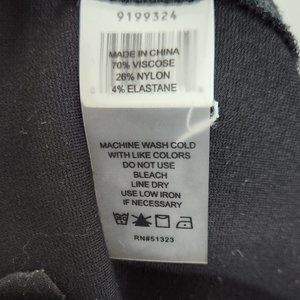 9199324
MADE IN CHINA
70% VISCOSE
26% NYLON
4% ELASTANE
MACHINE WASH COLD
WITH LIKE COLORS
DO NOT USE
BLEACH
LINE DRY
USE LOW IRON
IF NECESSARY
RN#51323